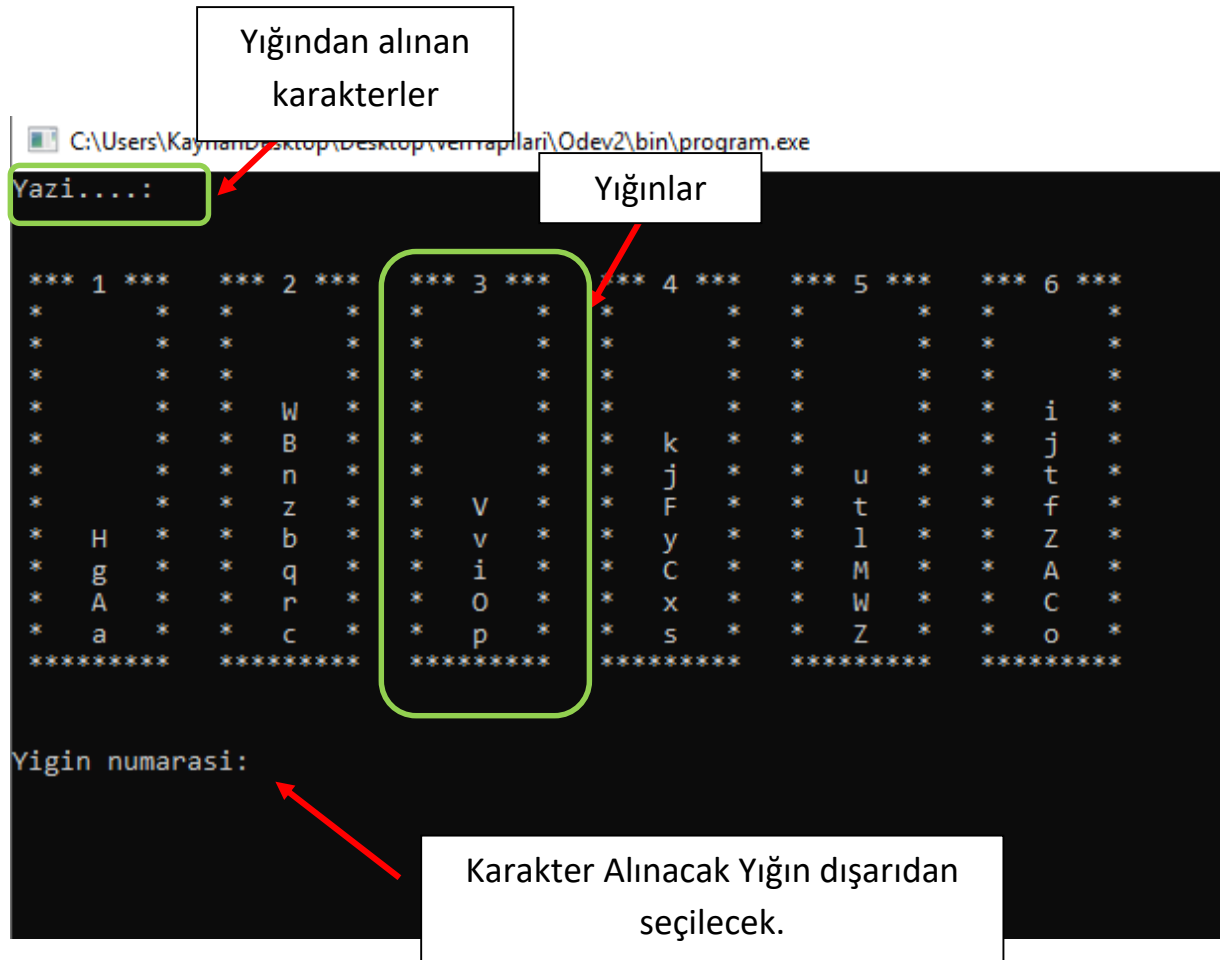 Yığından alınan
karakterler
C:\Users\KayhanDesktop\Desktop\VeriYapilari\Odev2\bin\program.exe
Yazi....:
Yığınlar
*** 1 *** *** 2 *** *** 3 *** *** 4 *** *** 5 *** *** 6 ***
* * * * * * * * * * * *
* * * * * * * * * * * *
* * * * * * * * * * * *
* * * W * * * * * * * * i *
* * * B * * * * k * * * * j *
* * * n * * * * j * * u * * t *
* * * z * * V * * F * * t * * f *
* H * * b * * v * * y * * l * * Z *
* g * * q * * i * * C * * M * * A *
* A * * r * * O * * x * * W * * C *
* a * * c * * p * * s * * Z * * o *
********* ********* ********* ********* ********* *********
Yigin numarasi:
Karakter Alınacak Yığın dışarıdan
seçilecek.